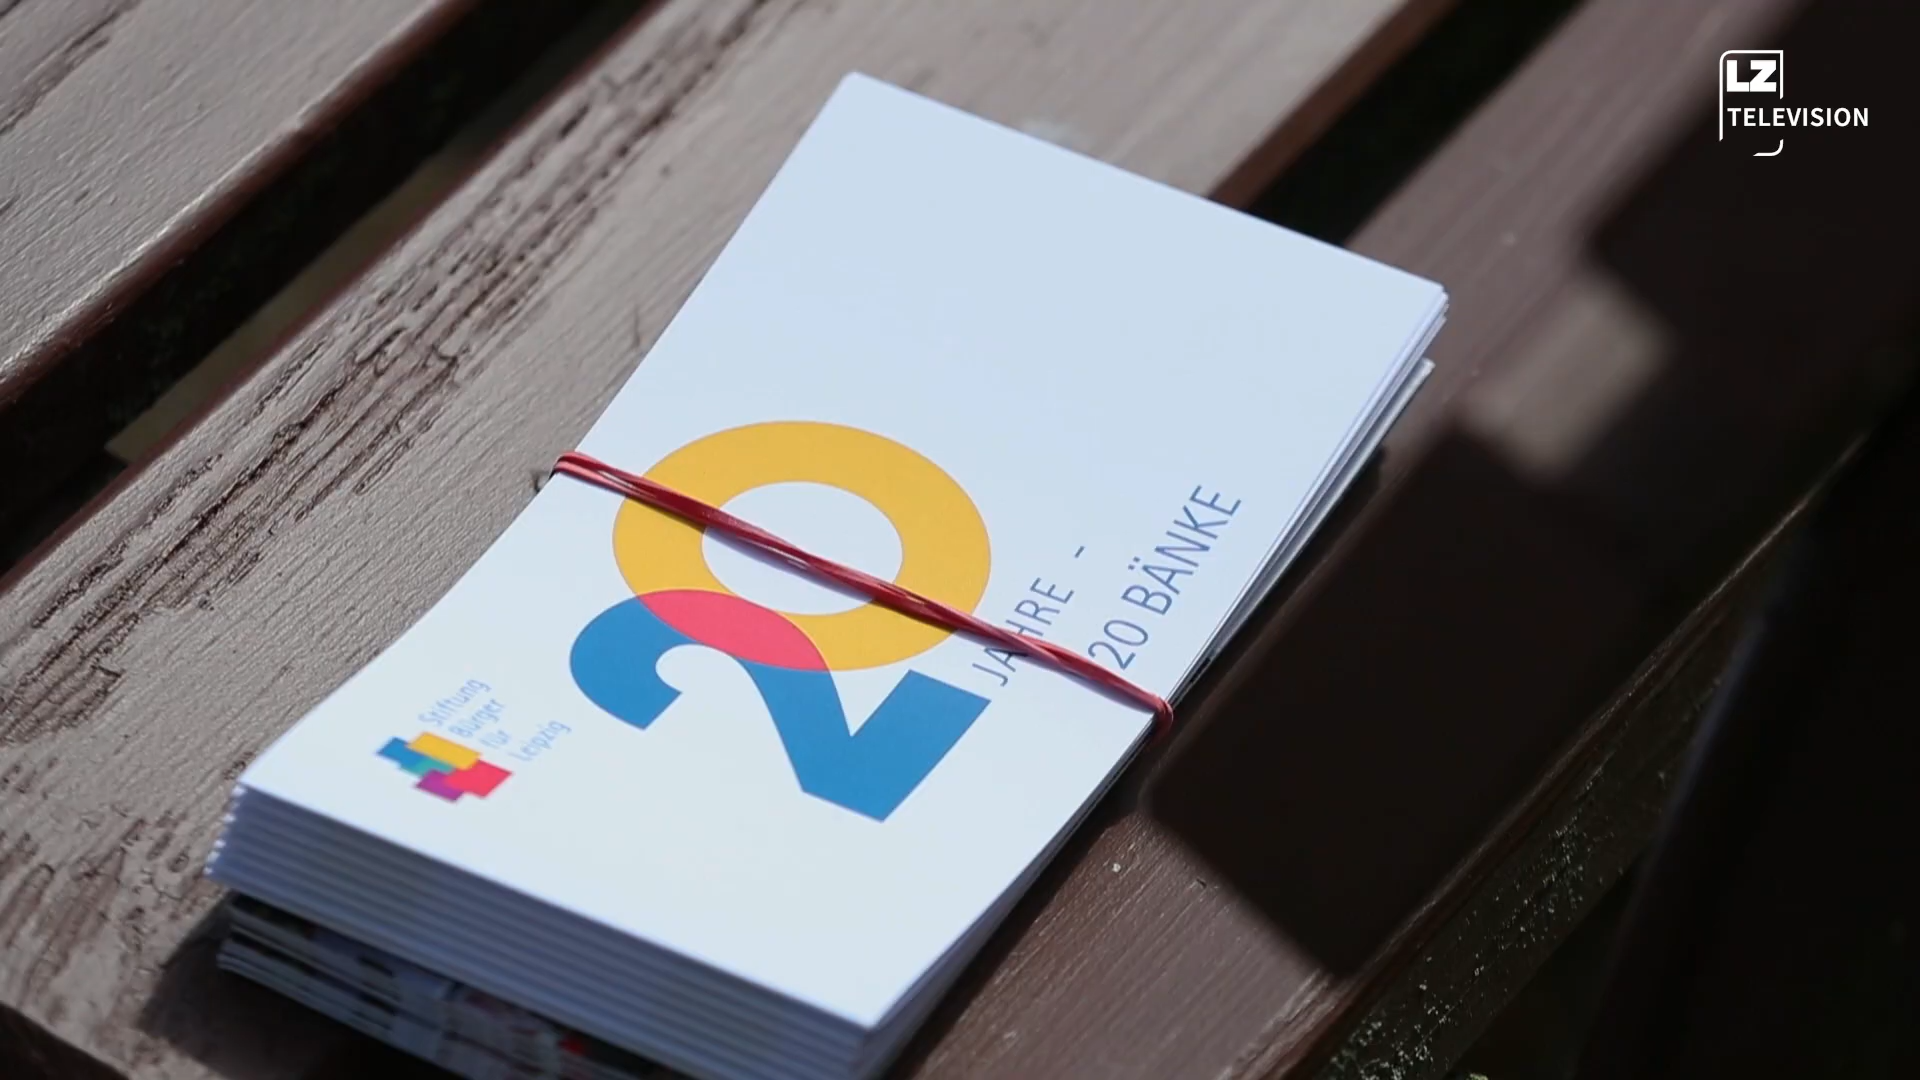 LZ
TELEVISION
20
JAHRE -
20 BÄNKE
Stiftung
Bürger
für
Leipzig